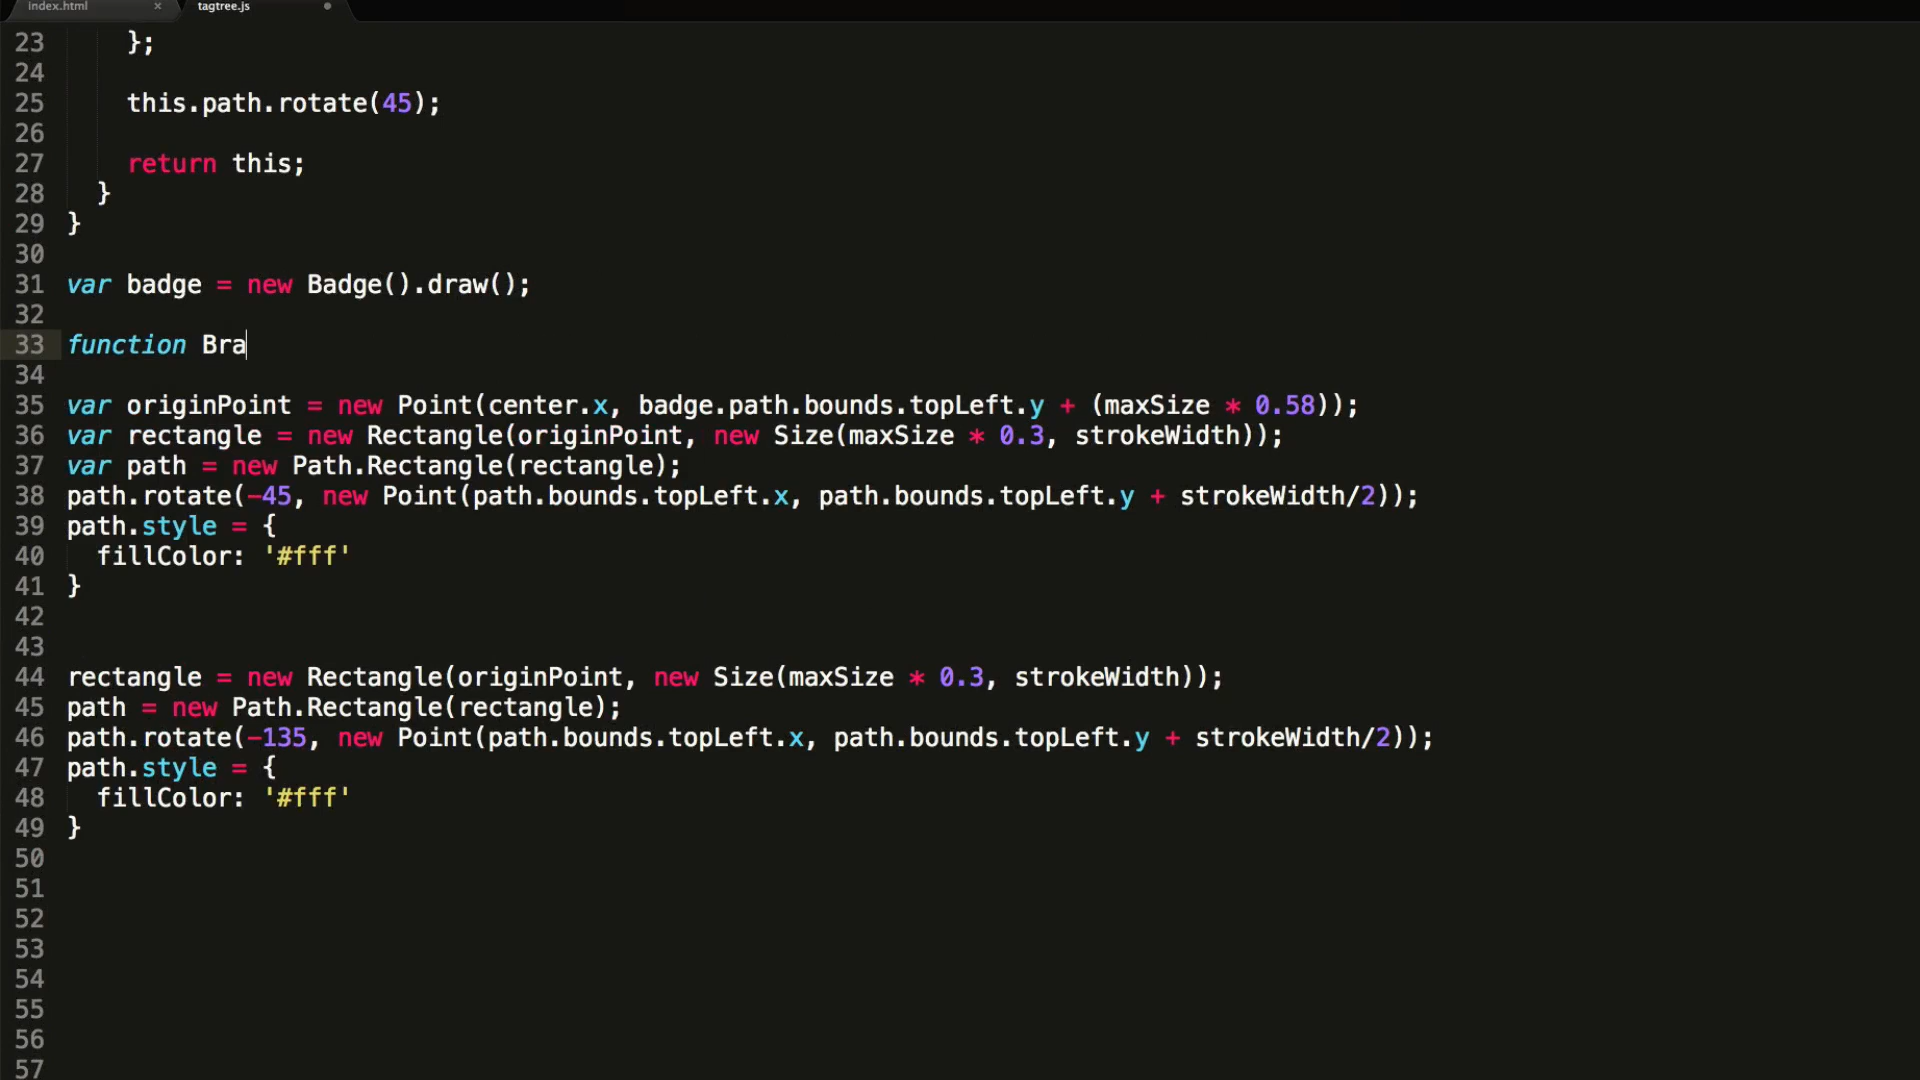 index.html × tagtree.js
23 };
24
25 this.path.rotate(45);
26
27 return this;
28 }
29 }
30
31 var badge = new Badge().draw();
32
33 function Bra
34
35 var originPoint = new Point(center.x, badge.path.bounds.topLeft.y + (maxSize * 0.58));
36 var rectangle = new Rectangle(originPoint, new Size(maxSize * 0.3, strokeWidth));
37 var path = new Path.Rectangle(rectangle);
38 path.rotate(-45, new Point(path.bounds.topLeft.x, path.bounds.topLeft.y + strokeWidth/2));
39 path.style = {
40 fillColor: '#fff'
41 }
42
43
44 rectangle = new Rectangle(originPoint, new Size(maxSize * 0.3, strokeWidth));
45 path = new Path.Rectangle(rectangle);
46 path.rotate(-135, new Point(path.bounds.topLeft.x, path.bounds.topLeft.y + strokeWidth/2));
47 path.style = {
48 fillColor: '#fff'
49 }
50
51
52
53
54
55
56
57